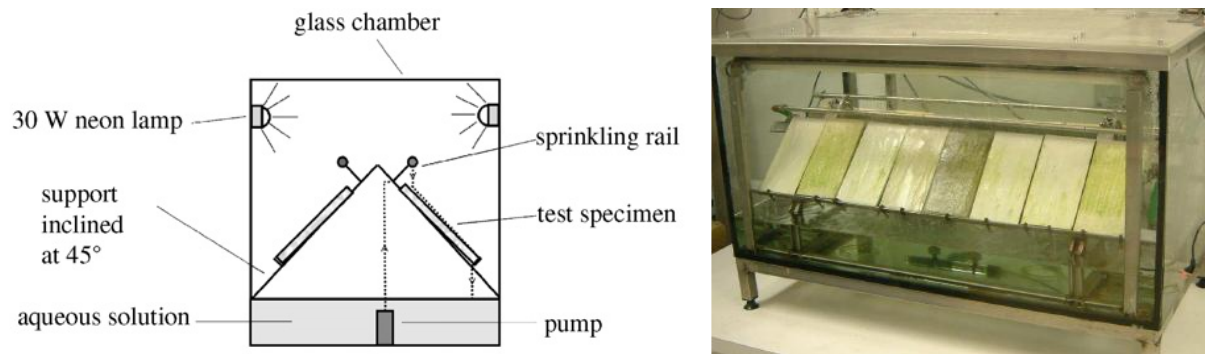 glass chamber
30 W neon lamp
sprinkling rail
support
inclined
at 45°
test specimen
aqueous solution
pump